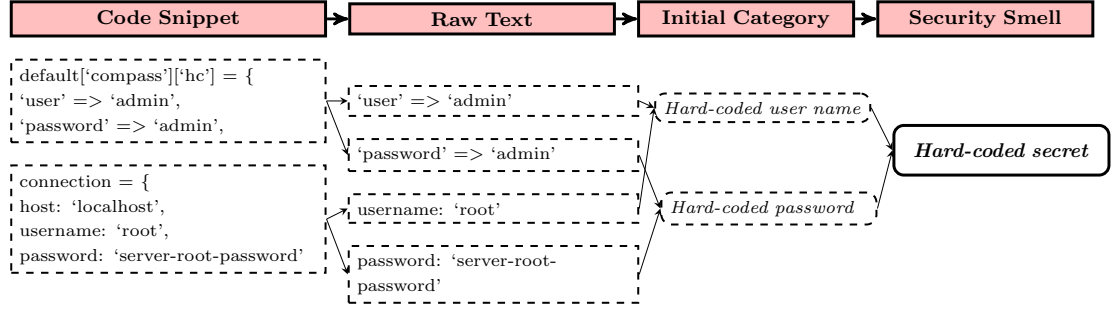 Code Snippet
Raw Text
Initial Category
Security Smell
default[‘compass’][‘hc’] = {
‘user’ => ‘admin’,
‘password’ => ‘admin’,
connection = {
host: ‘localhost’,
username: ‘root’,
password: ‘server-root-password’
‘user’ => ‘admin’
‘password’ => ‘admin’
username: ‘root’
password: ‘server-root-
password’
Hard-coded user name
Hard-coded password
Hard-coded secret